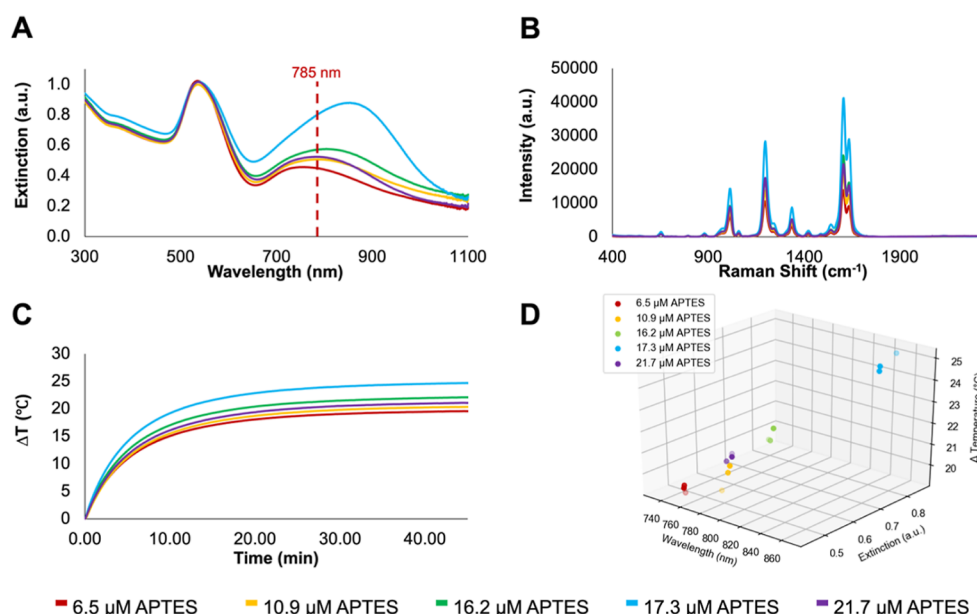 A
785 nm
Extinction (a.u.)
1.0
0.8
0.6
0.4
0.2
0.0
300 500 700 900 1100
Wavelength (nm)
B
Intensity (a.u.)
50000
40000
30000
20000
10000
0
400 900 1400 1900
Raman Shift (cm⁻¹)
C
ΔT (°C)
30
25
20
15
10
5
0
0.00 10.00 20.00 30.00 40.00
Time (min)
D
6.5 µM APTES
10.9 µM APTES
16.2 µM APTES
17.3 µM APTES
21.7 µM APTES
25
24
23
22
21
20
Δ Temperature (°C)
740 760 780 800 820 840 860
Wavelength (nm)
0.5 0.6 0.7 0.8
Extinction (a.u.)
6.5 µM APTES 10.9 µM APTES 16.2 µM APTES 17.3 µM APTES 21.7 µM APTES